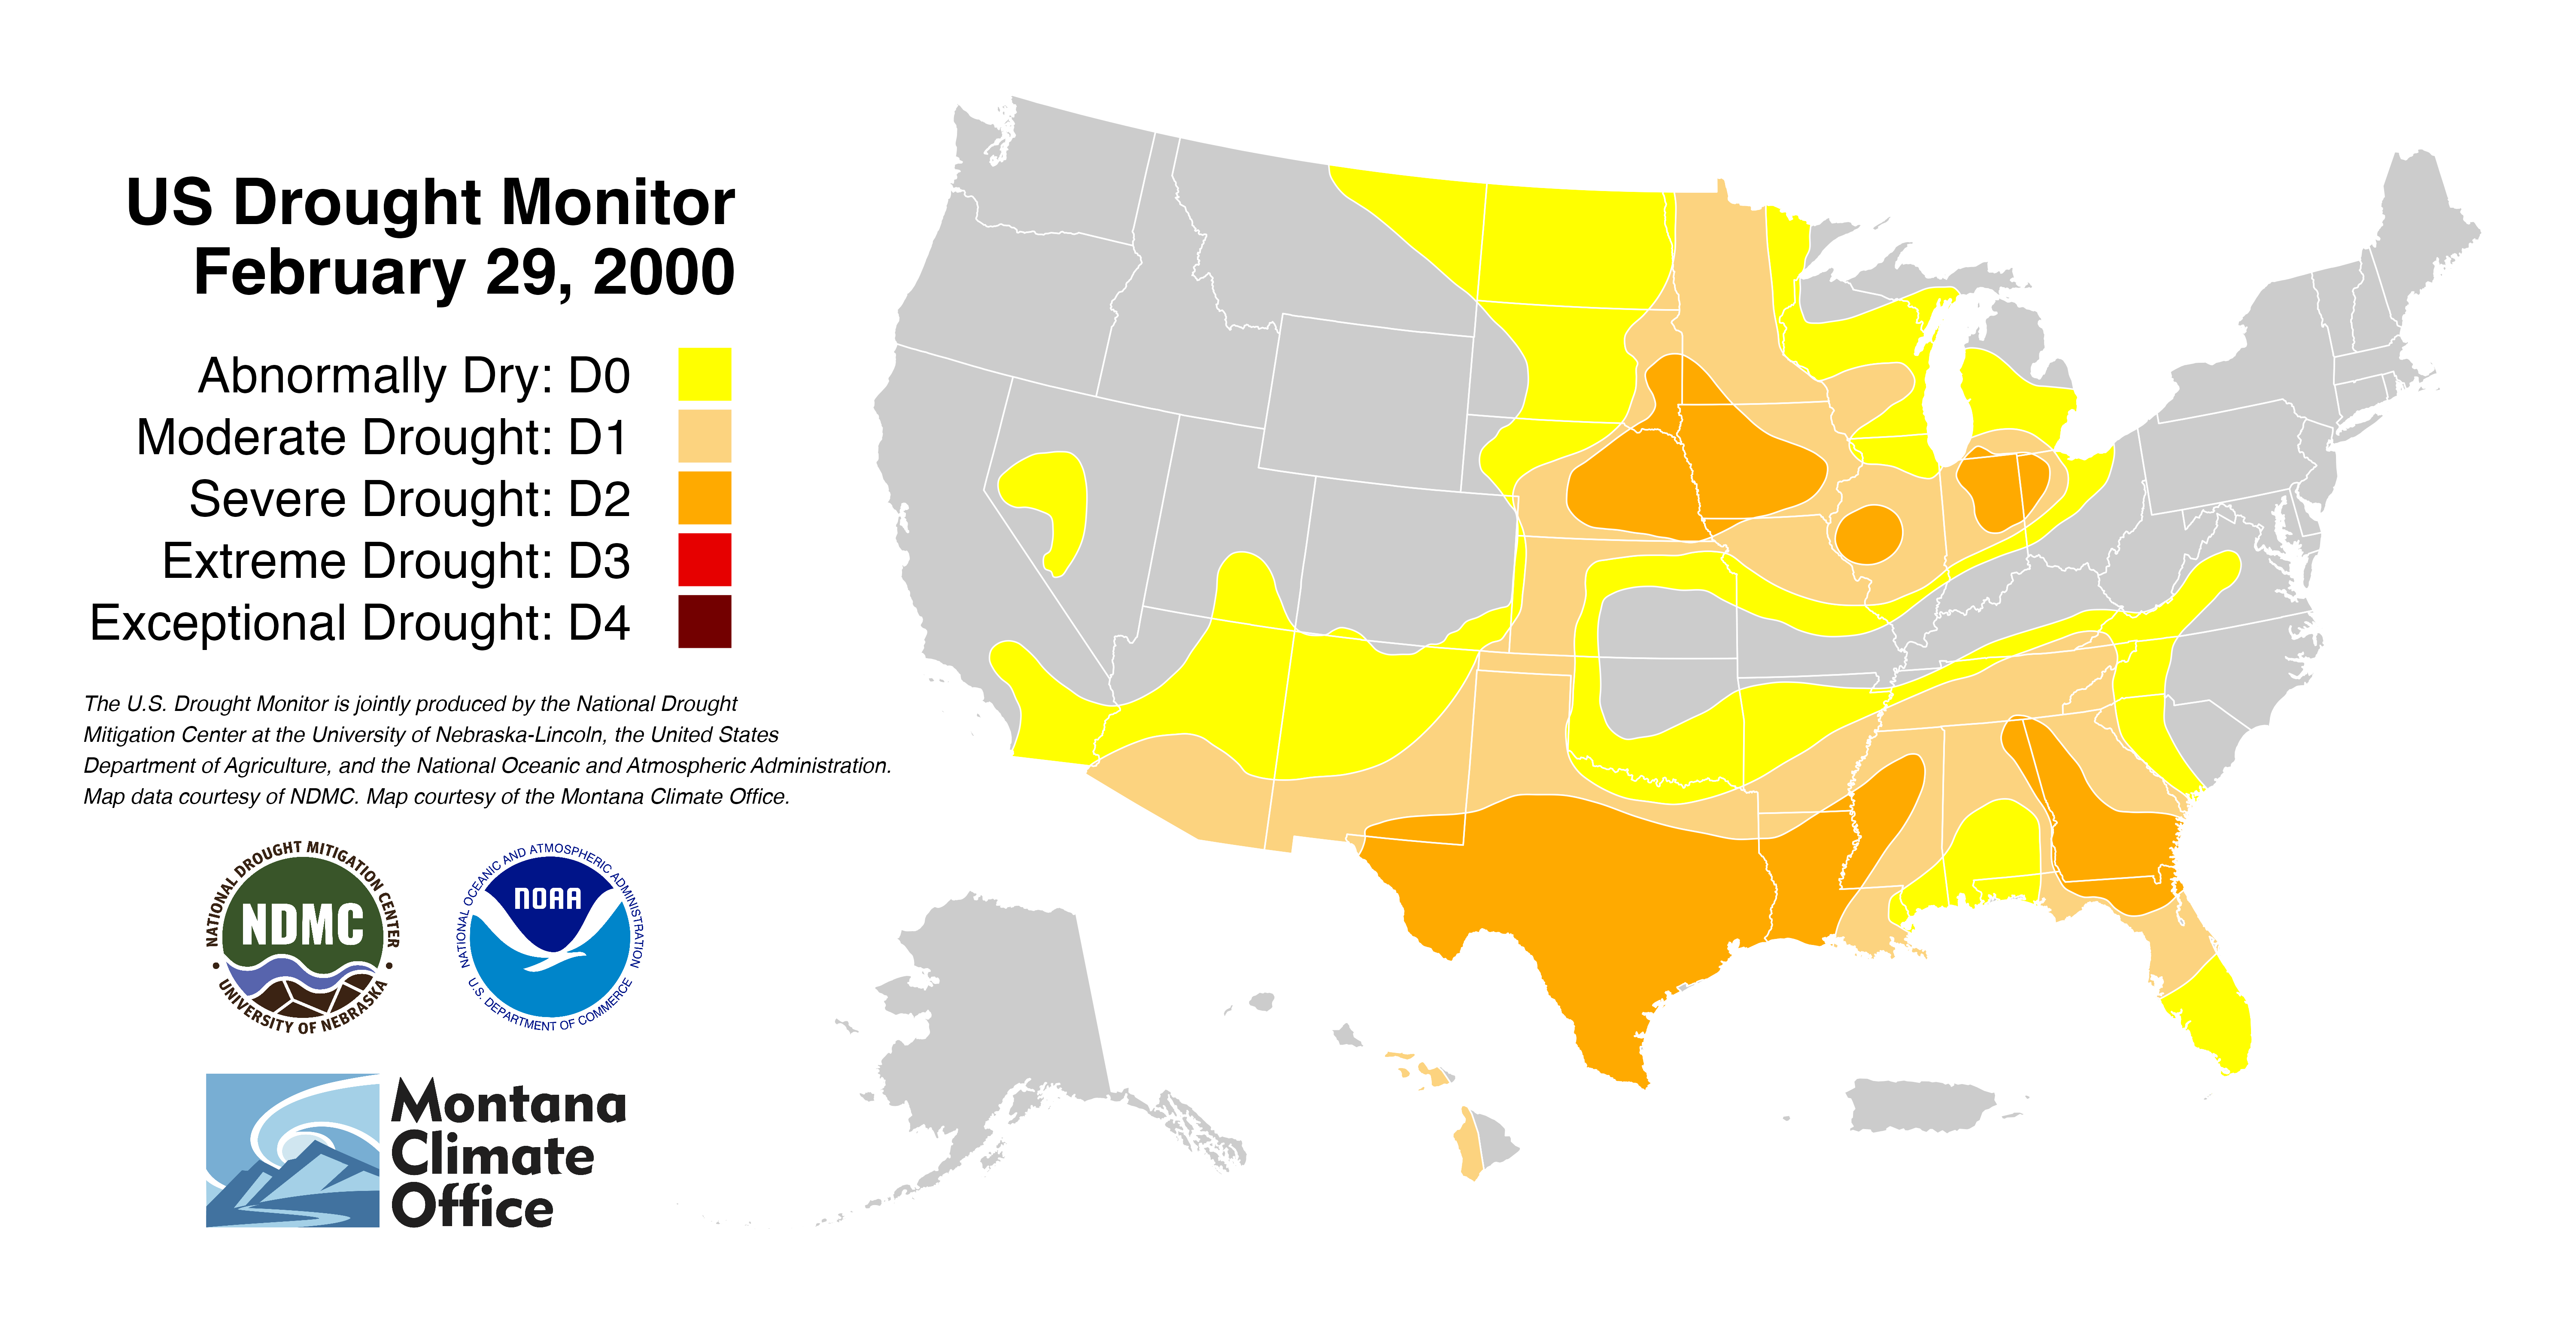 US Drought Monitor
February 29, 2000
Abnormally Dry: D0
Moderate Drought: D1
Severe Drought: D2
Extreme Drought: D3
Exceptional Drought: D4
The U.S. Drought Monitor is jointly produced by the National Drought
Mitigation Center at the University of Nebraska-Lincoln, the United States
Department of Agriculture, and the National Oceanic and Atmospheric Administration.
Map data courtesy of NDMC. Map courtesy of the Montana Climate Office.
NATIONAL DROUGHT MITIGATION CENTER
NDMC
• UNIVERSITY OF NEBRASKA •
NATIONAL OCEANIC AND ATMOSPHERIC ADMINISTRATION
NOAA
U.S. DEPARTMENT OF COMMERCE
Montana
Climate
Office